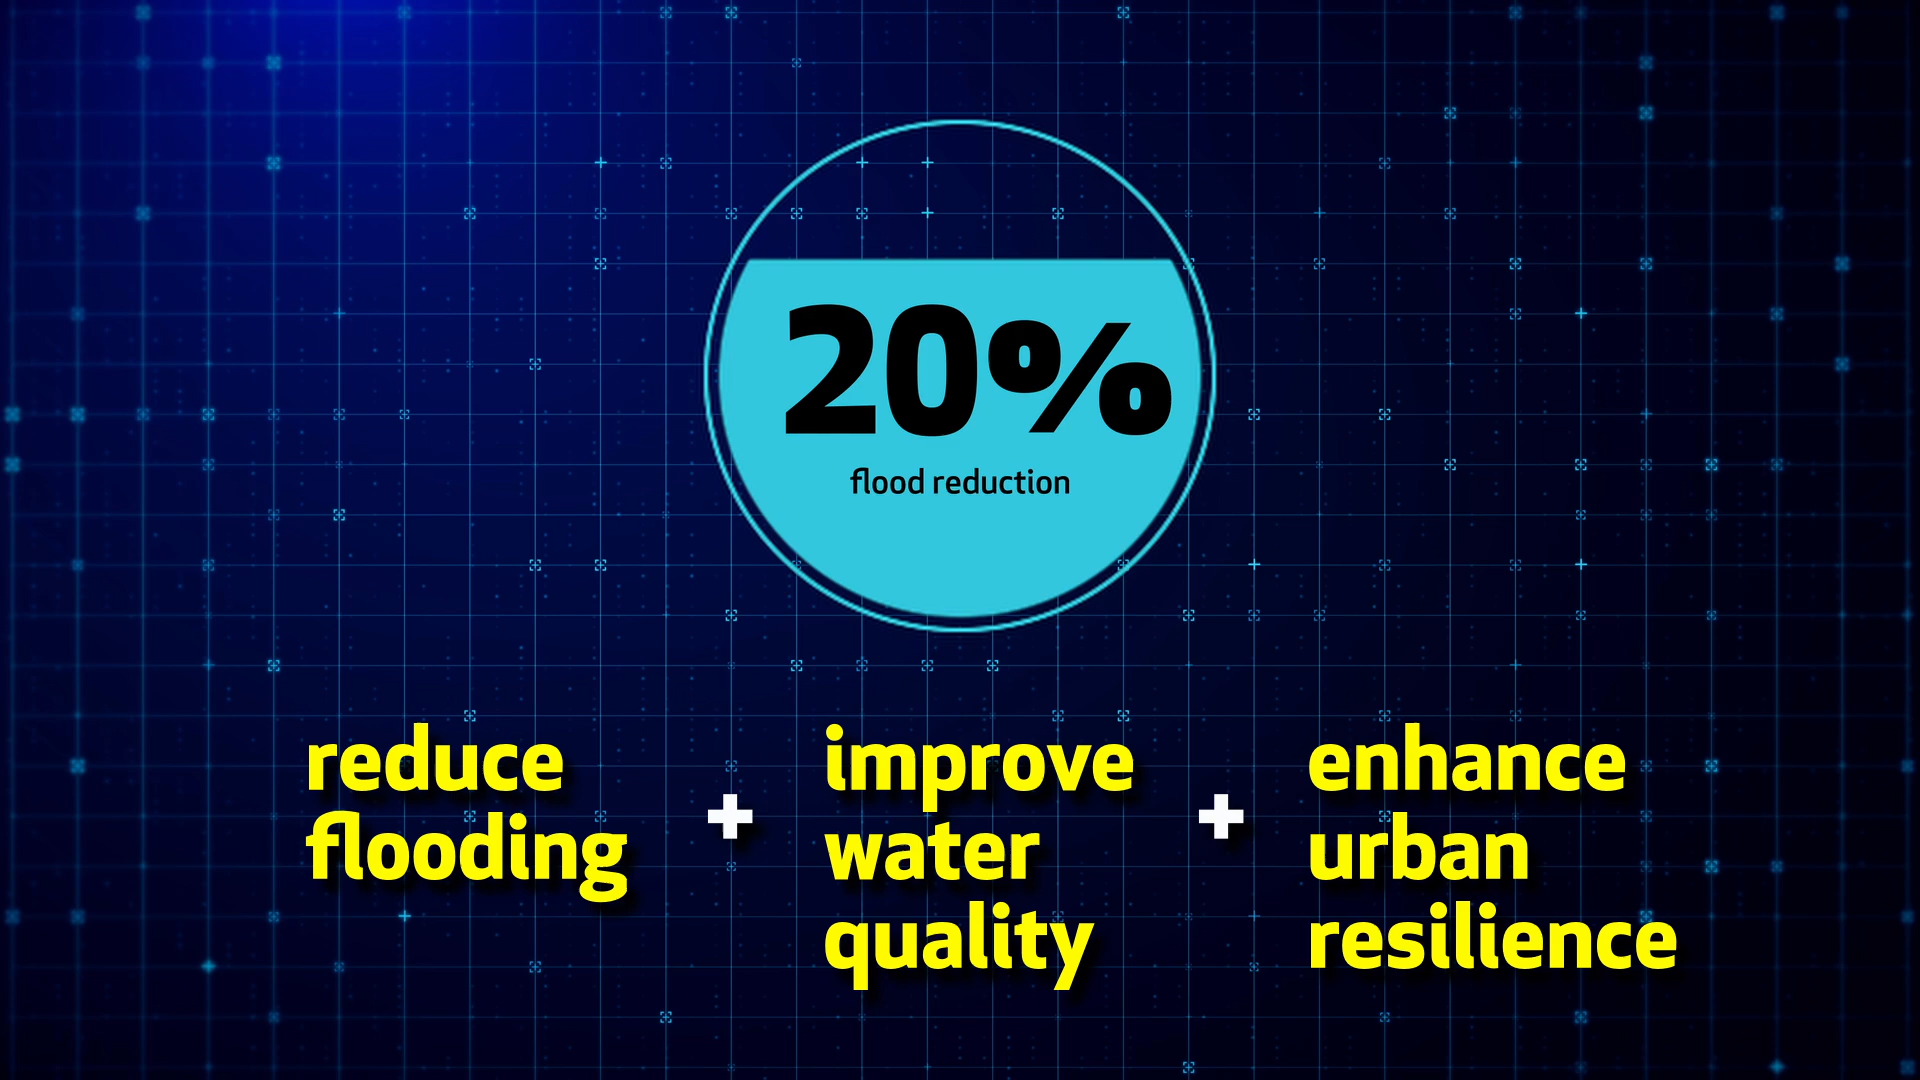 20%
flood reduction
reduce
flooding
+
improve
water
quality
+
enhance
urban
resilience